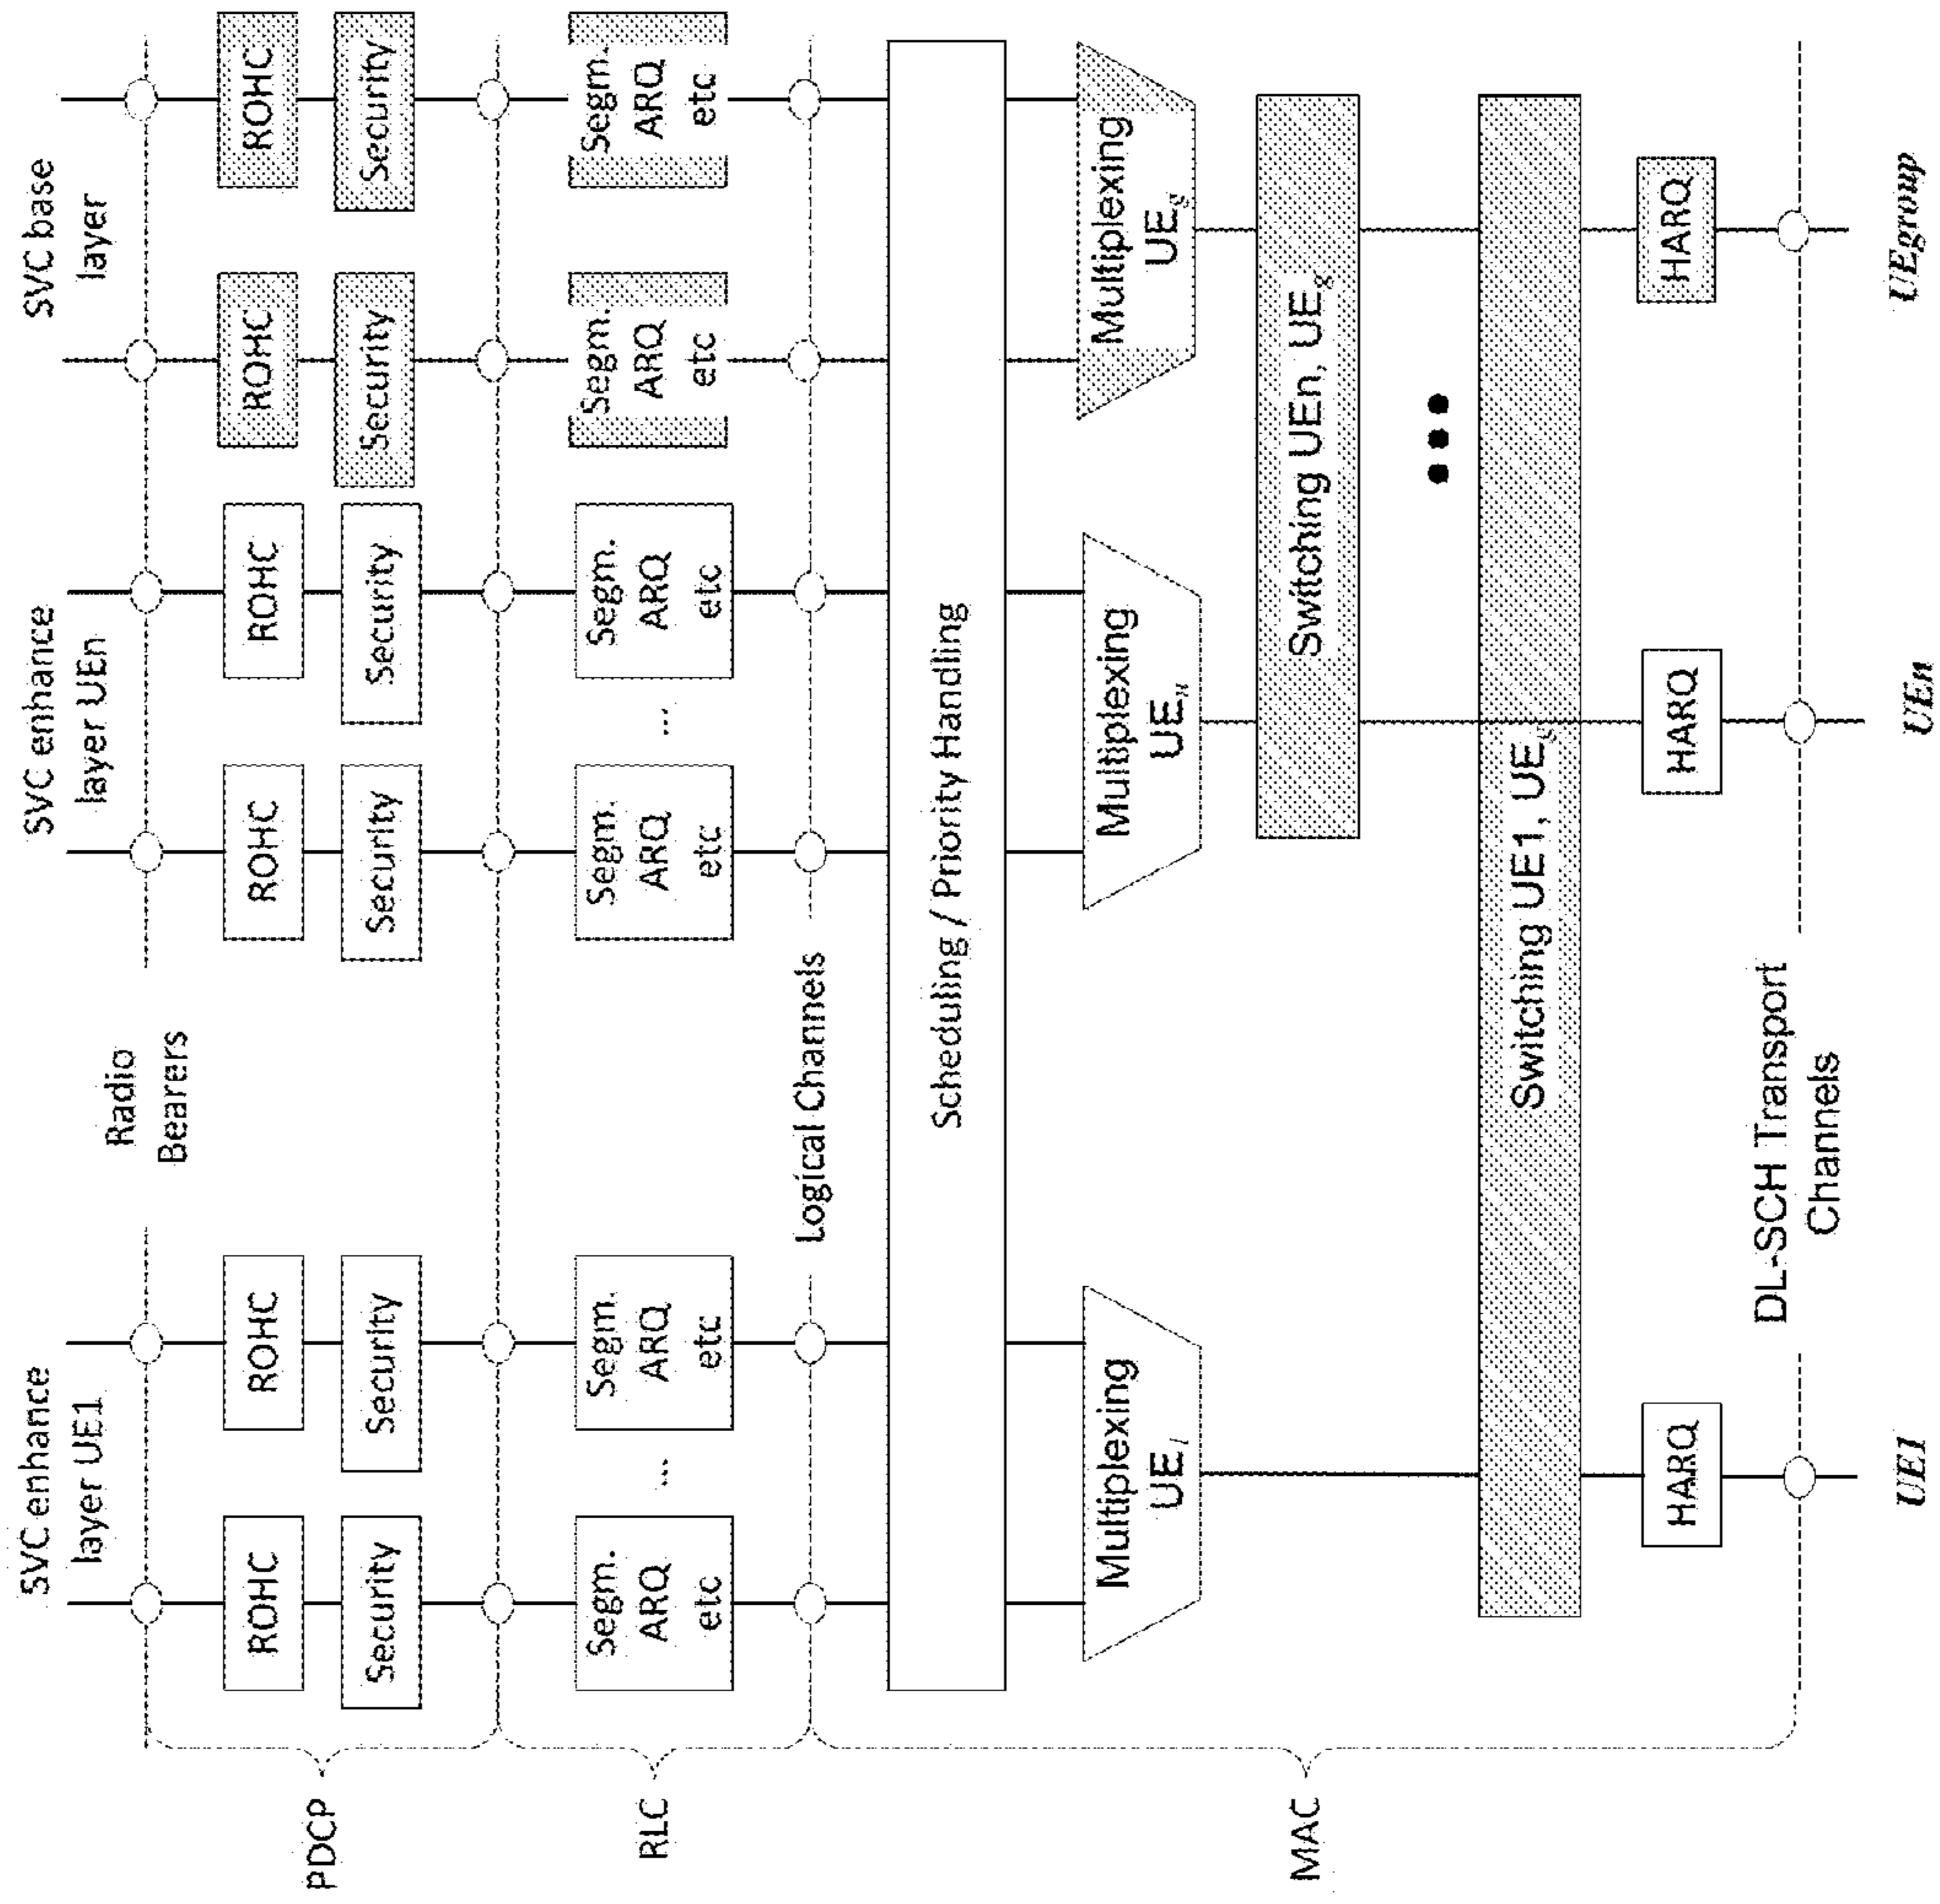 SVC enhance
layer UE1
SVC enhance
layer UEn
SVC base
layer
Radio
Bearers
PDCP
ROHC
ROHC
ROHC
ROHC
ROHC
ROHC
Security
Security
Security
Security
Security
Security
RLC
Segm.
ARQ
etc
...
Segm.
ARQ
etc
Segm.
ARQ
etc
...
Segm.
ARQ
etc
Segm.
ARQ
etc
Segm.
ARQ
etc
Logical Channels
MAC
Scheduling / Priority Handling
Multiplexing
UE1
Multiplexing
UEn
Multiplexing
UEg
Switching UEn, UEg
Switching UE1, UEg
HARQ
HARQ
HARQ
DL-SCH Transport
Channels
UE1
UEn
UEgroup